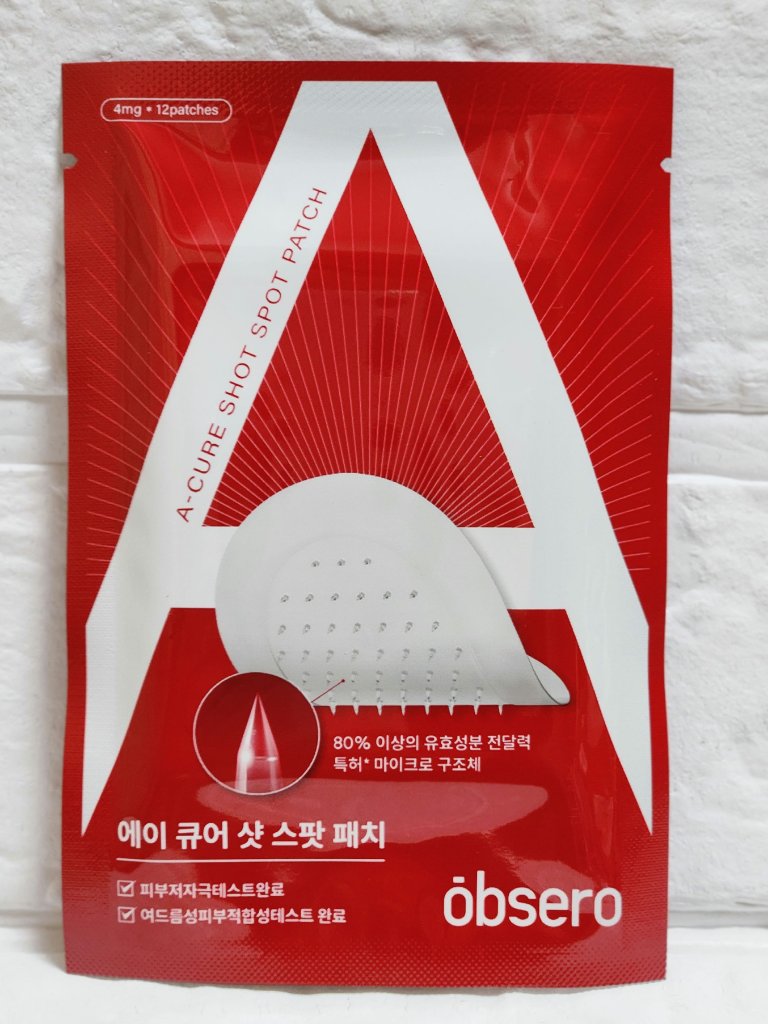 4mg * 12patches
A-CURE SHOT SPOT PATCH
80% 이상의 유효성분 전달력
특허* 마이크로 구조체
에이 큐어 샷 스팟 패치
☑ 피부저자극테스트완료
☑ 여드름성피부적합성테스트 완료
obsero